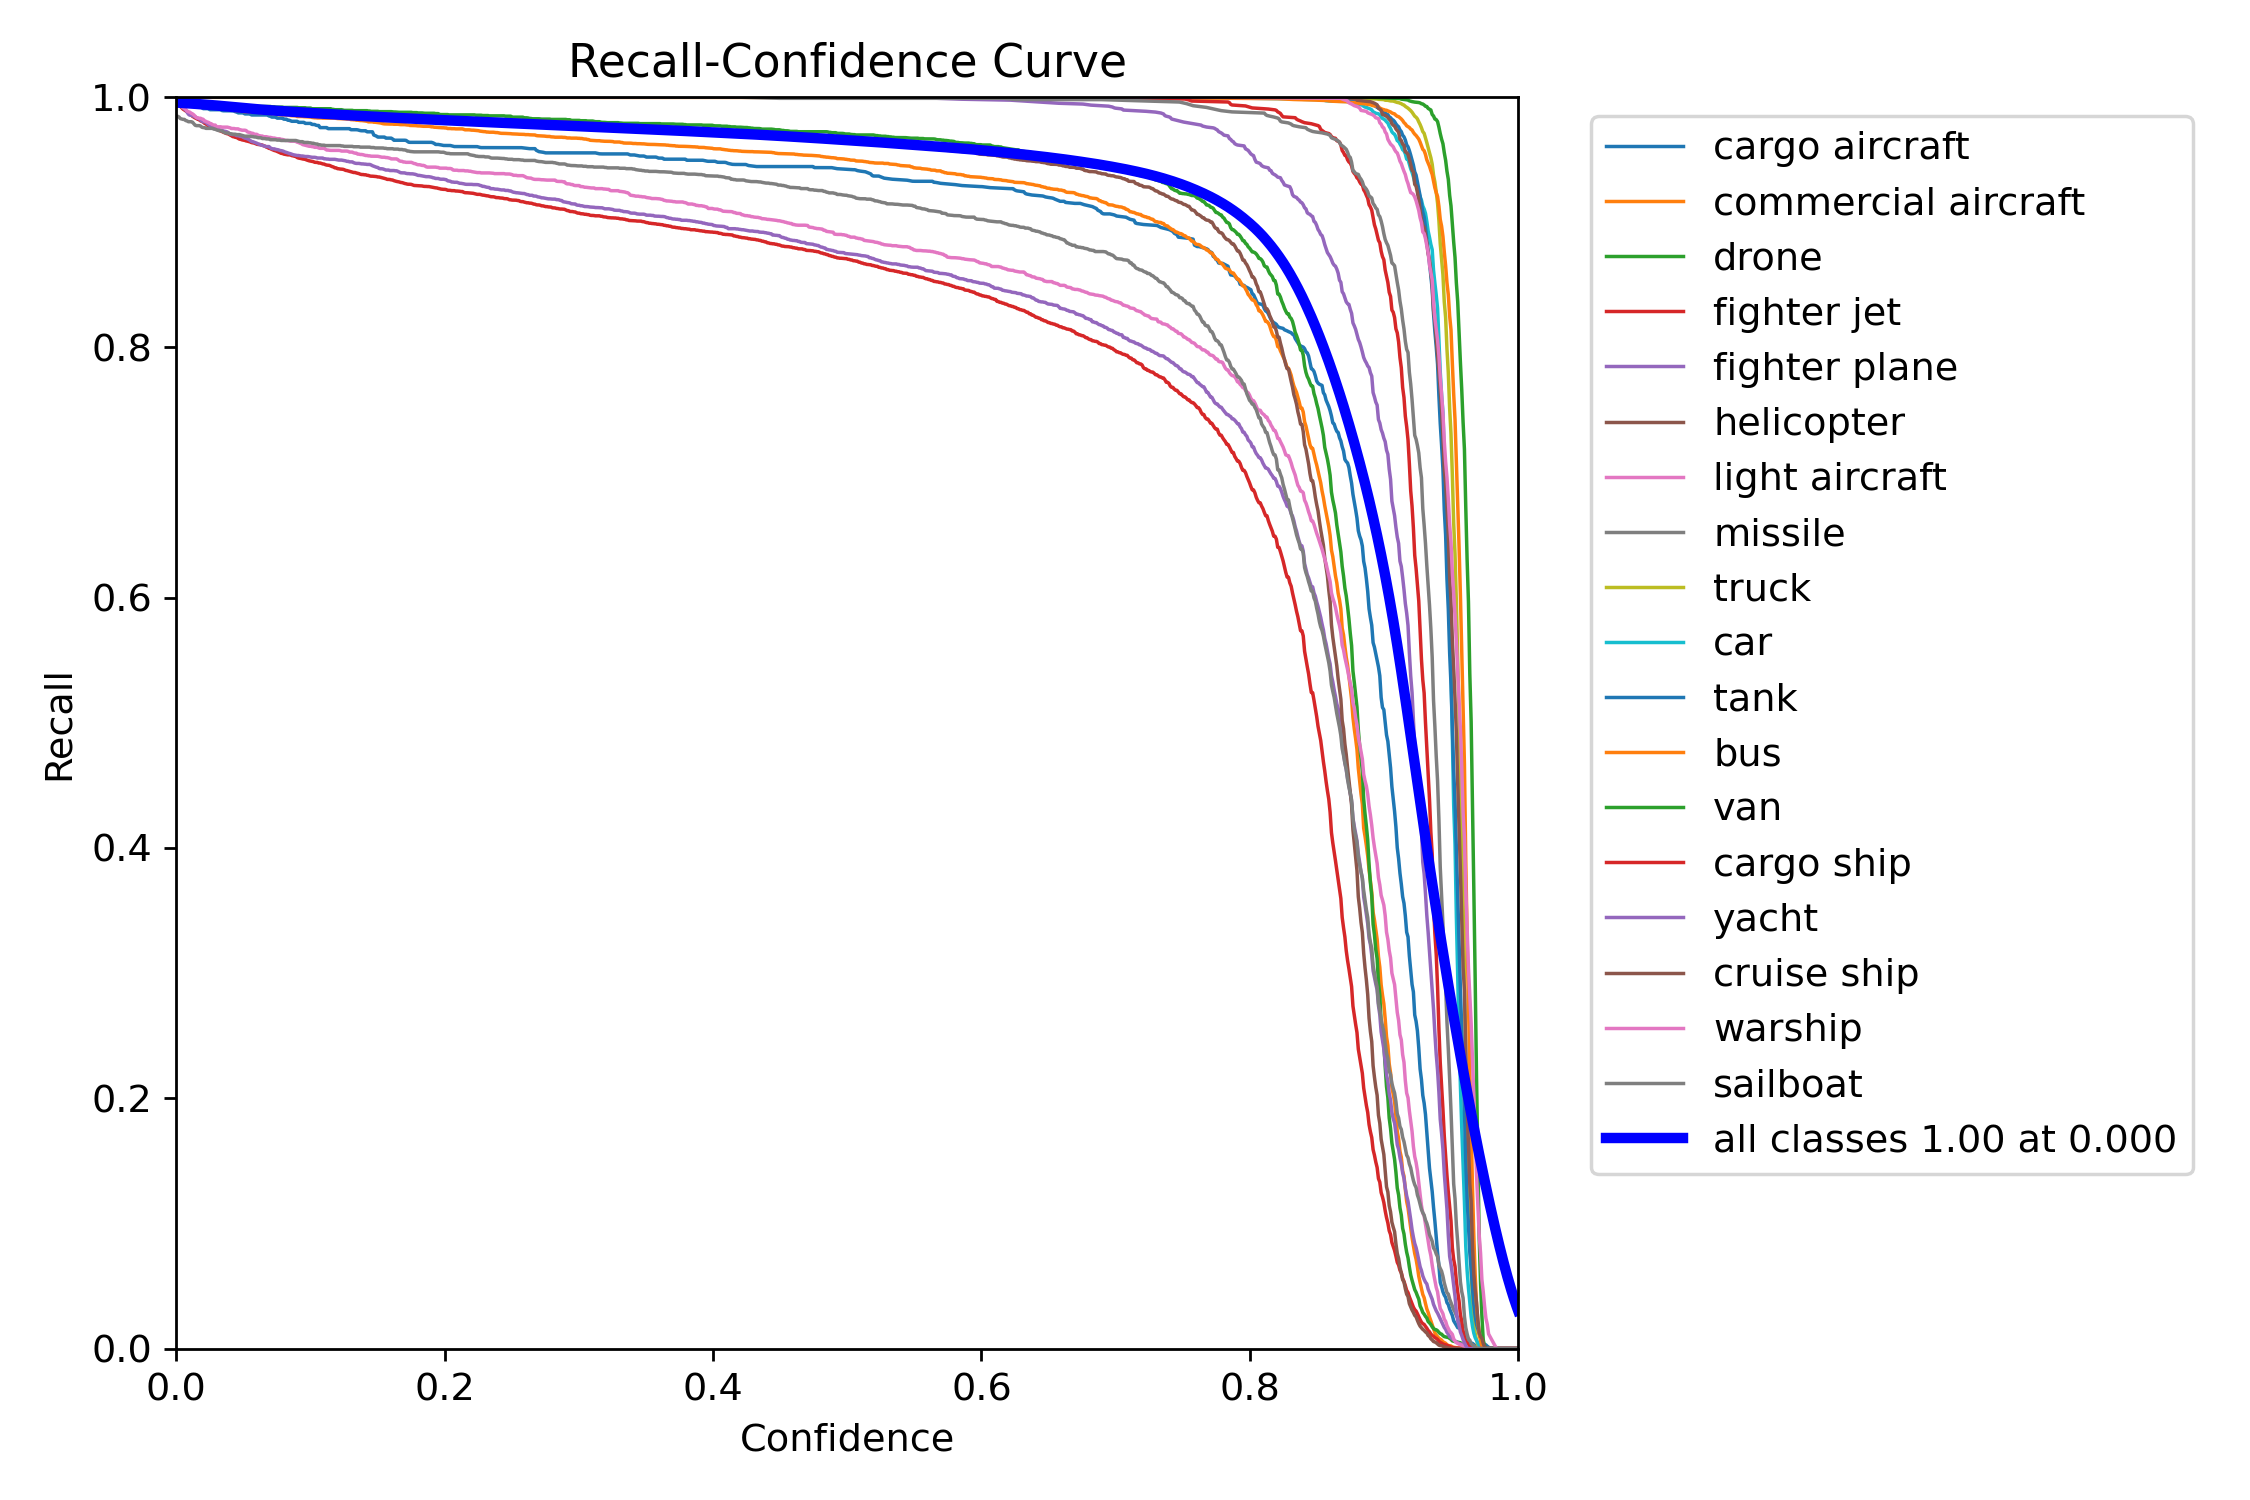 Recall-Confidence Curve
1.0
0.8
0.6
0.4
0.2
0.0
Recall
0.0 0.2 0.4 0.6 0.8 1.0
Confidence
cargo aircraft
commercial aircraft
drone
fighter jet
fighter plane
helicopter
light aircraft
missile
truck
car
tank
bus
van
cargo ship
yacht
cruise ship
warship
sailboat
all classes 1.00 at 0.000